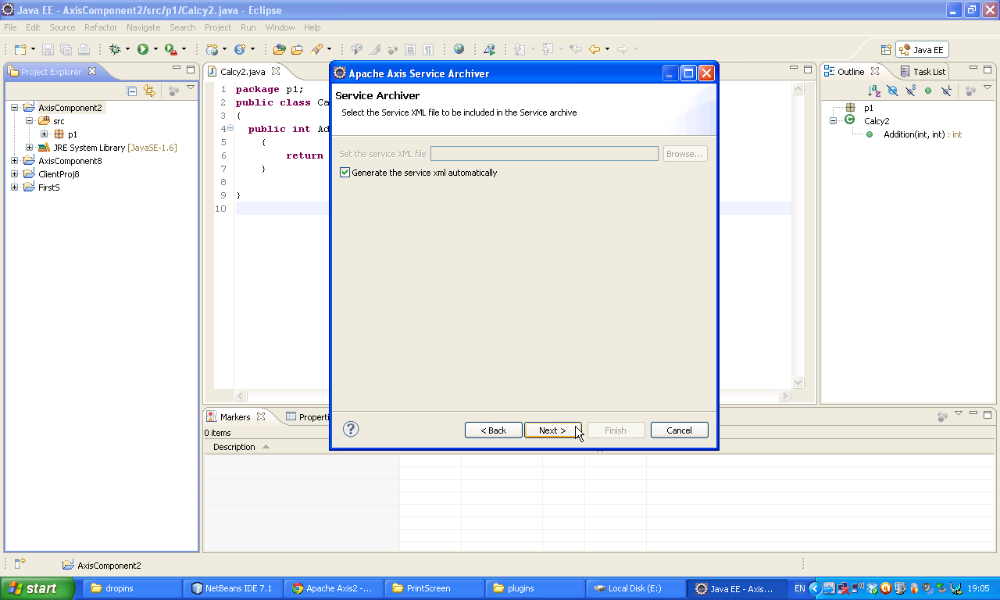 Java EE - AxisComponent2/src/p1/Calcy2.java - Eclipse
File Edit Source Refactor Navigate Search Project Run Window Help
Java EE
Project Explorer
AxisComponent2
src
p1
JRE System Library [JavaSE-1.6]
AxisComponent8
ClientProj8
First5
Calcy2.java
1 package p1;
2 public class Ca
3 {
4 public int Ad
5 {
6 return
7 }
8
9 }
10
Apache Axis Service Archiver
Service Archiver
Select the Service XML file to be included in the Service archive
Set the service XML file
Browse...
Generate the service xml automatically
?
< Back
Next >
Finish
Cancel
Outline
Task List
p1
Calcy2
Addition(int, int) : int
Markers
Properti
0 items
Description
AxisComponent2
start
dropins
NetBeans IDE 7.1
Apache Axis2 -...
PrintScreen
plugins
Local Disk (E:)
Java EE - Axis...
EN
19:05